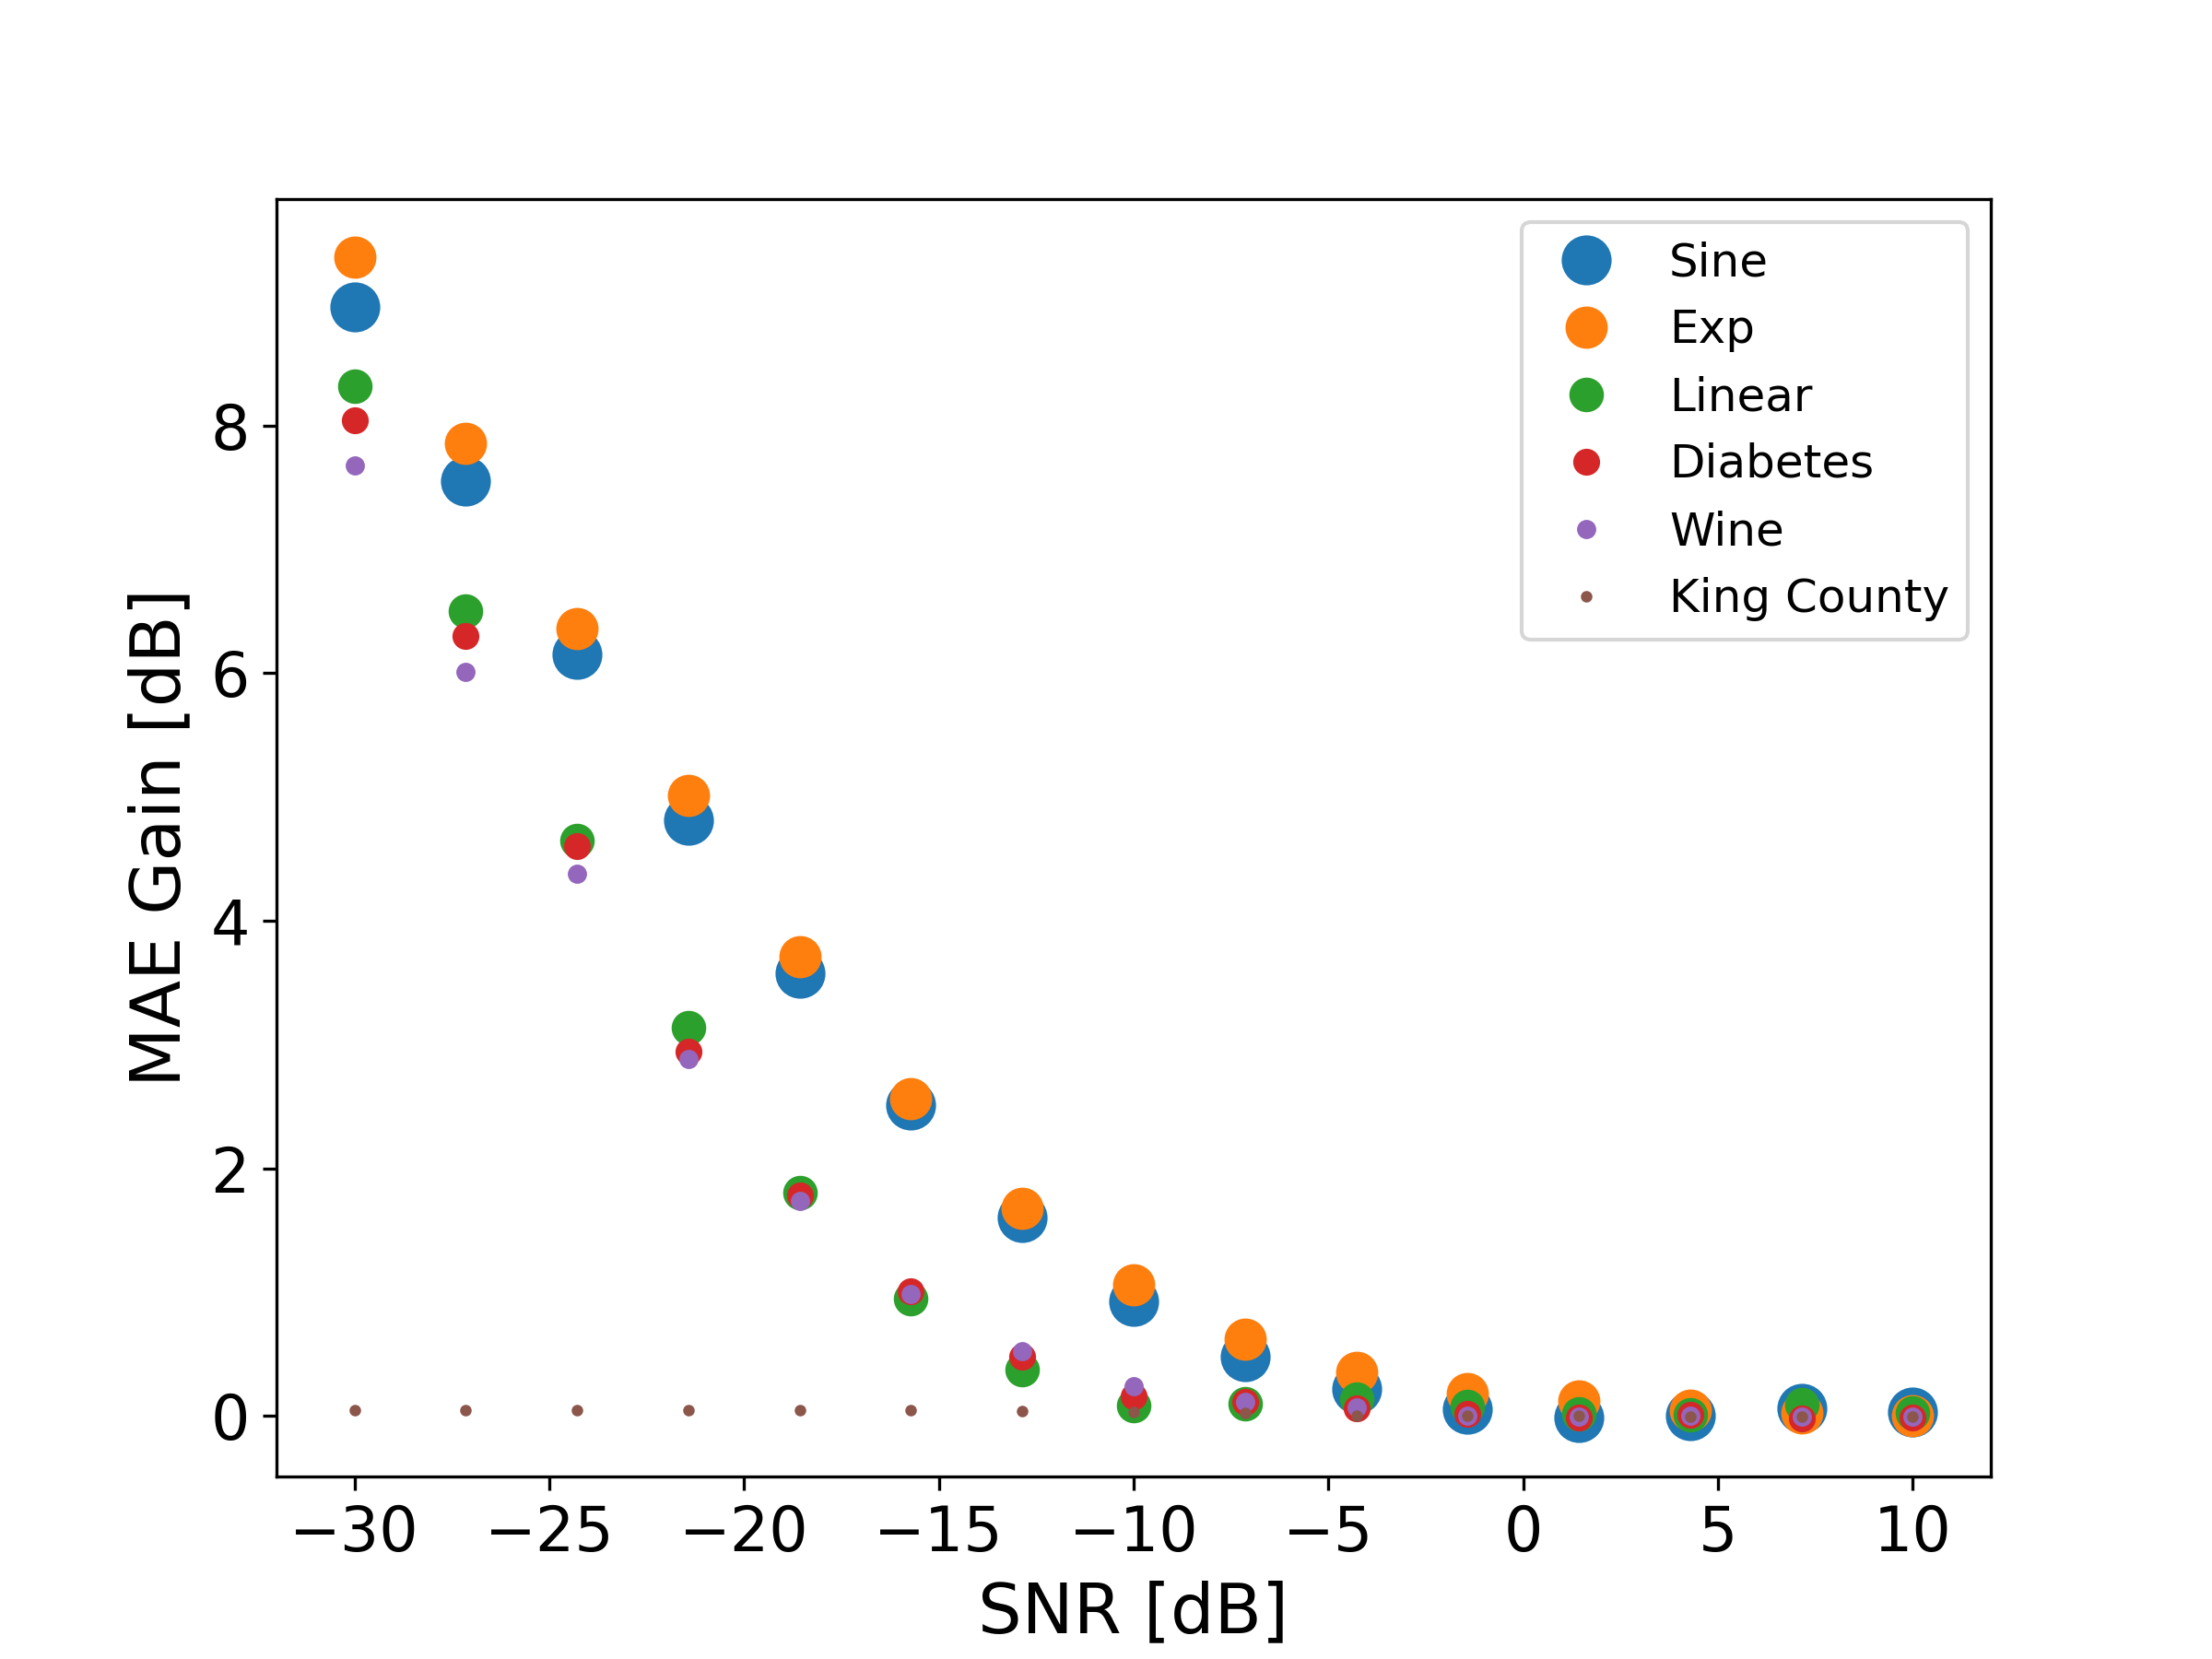 Sine
Exp
Linear
Diabetes
Wine
King County
MAE Gain [dB]
8
6
4
2
0
−30 −25 −20 −15 −10 −5 0 5 10
SNR [dB]